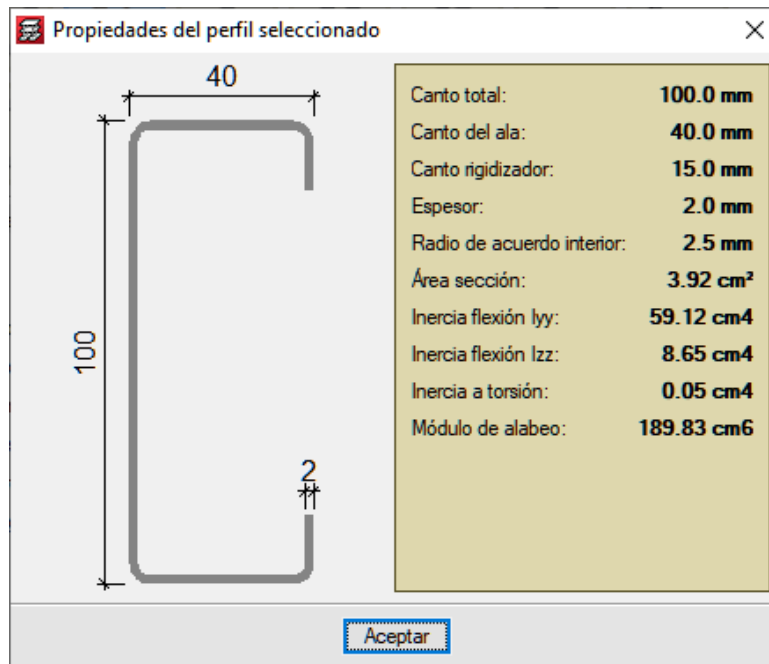 Propiedades del perfil seleccionado
40
100
2
Canto total: 100.0 mm
Canto del ala: 40.0 mm
Canto rigidizador: 15.0 mm
Espesor: 2.0 mm
Radio de acuerdo interior: 2.5 mm
Área sección: 3.92 cm²
Inercia flexión Iyy: 59.12 cm4
Inercia flexión Izz: 8.65 cm4
Inercia a torsión: 0.05 cm4
Módulo de alabeo: 189.83 cm6
Aceptar